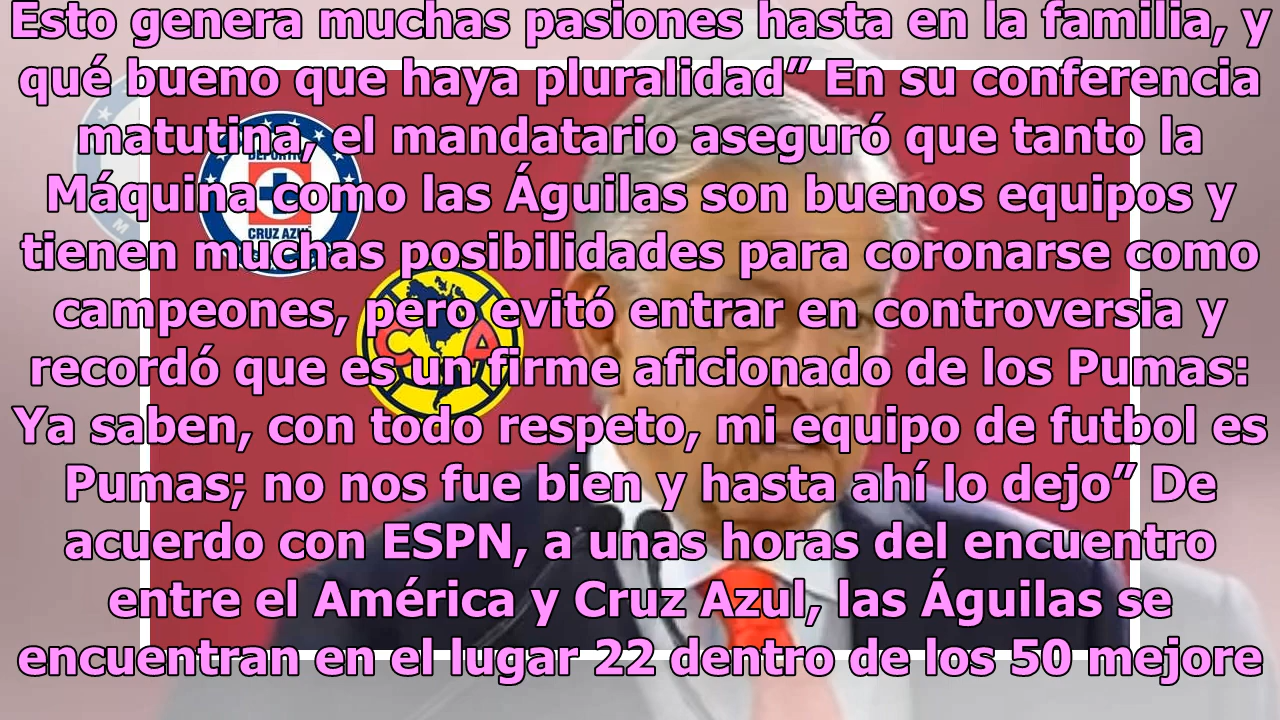 Esto genera muchas pasiones hasta en la familia, y
qué bueno que haya pluralidad” En su conferencia
matutina, el mandatario aseguró que tanto la
Máquina como las Águilas son buenos equipos y
tienen muchas posibilidades para coronarse como
campeones, pero evitó entrar en controversia y
recordó que es un firme aficionado de los Pumas:
Ya saben, con todo respeto, mi equipo de futbol es
Pumas; no nos fue bien y hasta ahí lo dejo” De
acuerdo con ESPN, a unas horas del encuentro
entre el América y Cruz Azul, las Águilas se
encuentran en el lugar 22 dentro de los 50 mejore
DEPORTIVO
CRUZ AZUL
C A